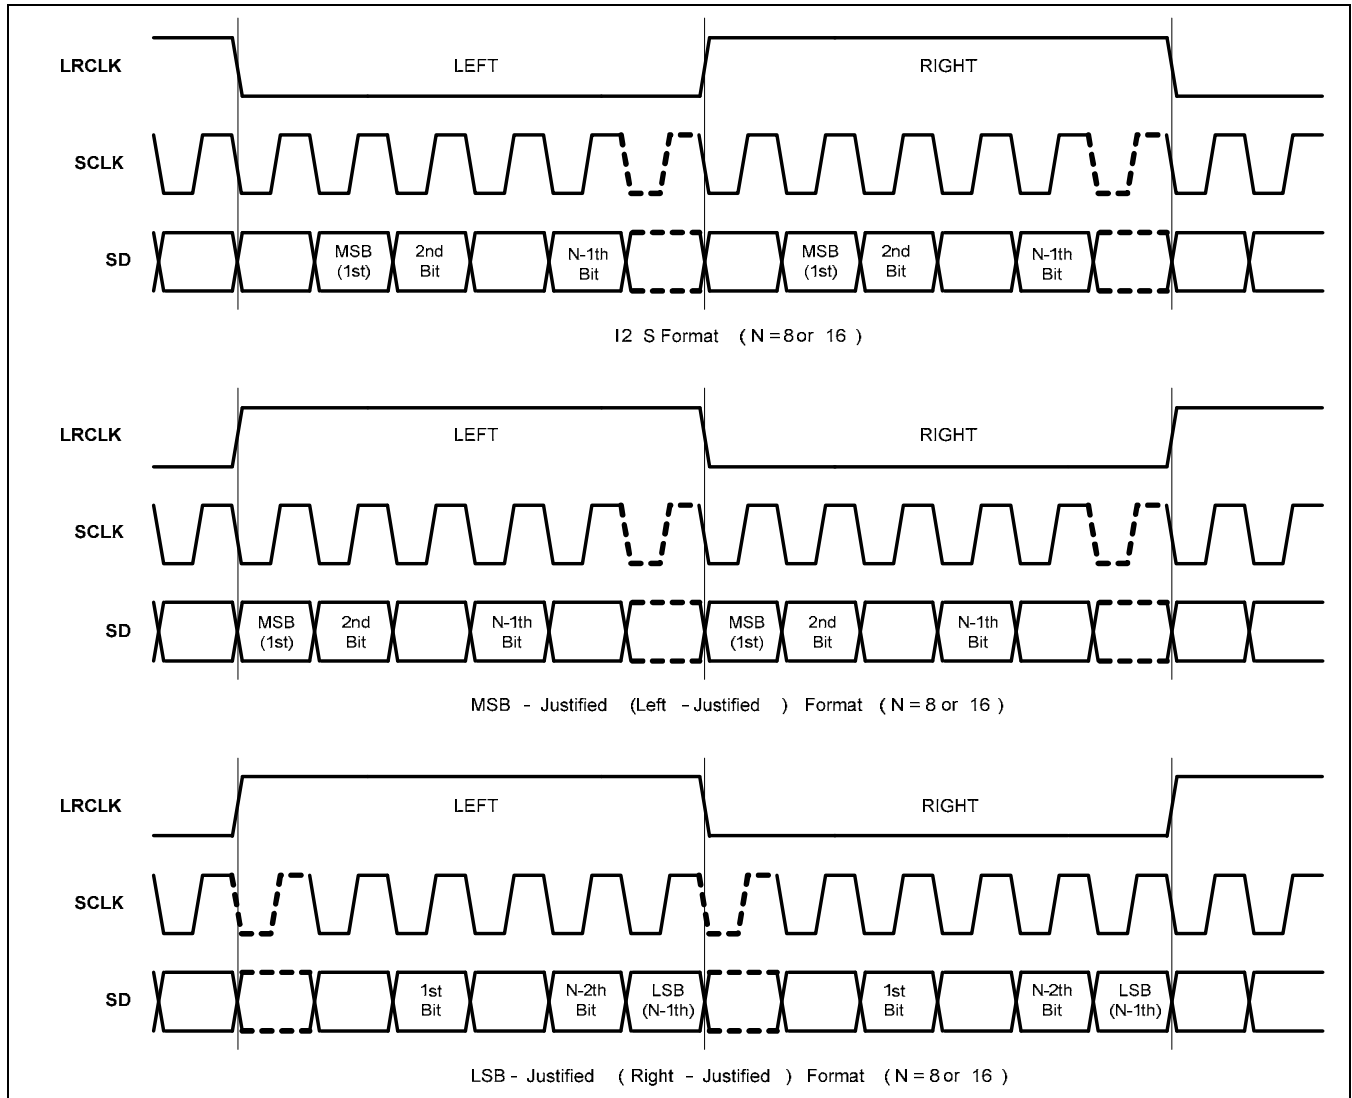 LRCLK LEFT RIGHT
SCLK
SD MSB (1st) 2nd Bit N-1th Bit MSB (1st) 2nd Bit N-1th Bit
I2 S Format ( N = 8 or 16 )
LRCLK LEFT RIGHT
SCLK
SD MSB (1st) 2nd Bit N-1th Bit MSB (1st) 2nd Bit N-1th Bit
MSB - Justified (Left - Justified ) Format ( N = 8 or 16 )
LRCLK LEFT RIGHT
SCLK
SD 1st Bit N-2th Bit LSB (N-1th) 1st Bit N-2th Bit LSB (N-1th)
LSB - Justified ( Right - Justified ) Format ( N = 8 or 16 )